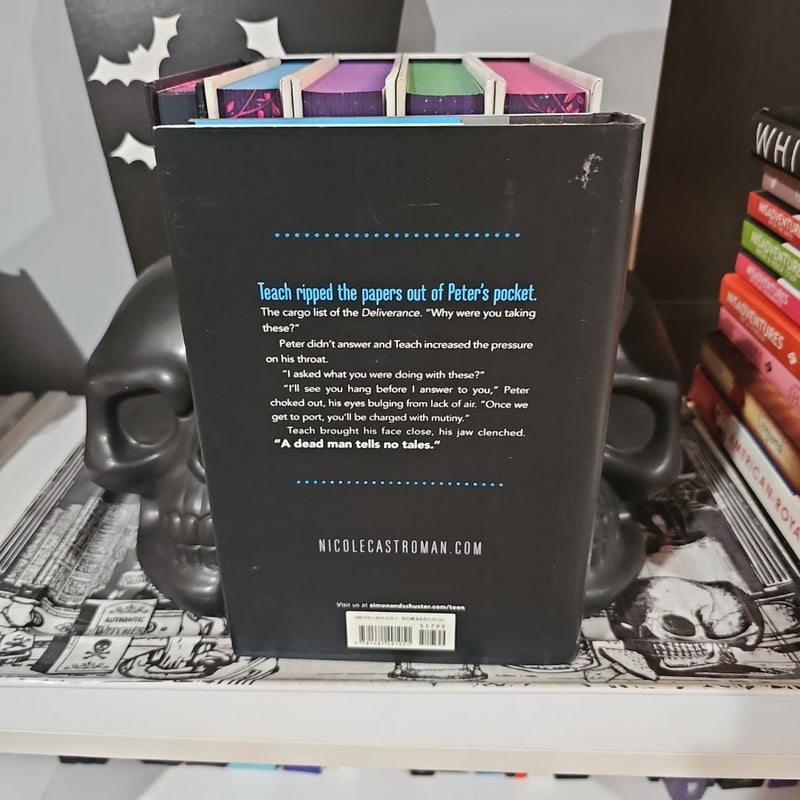 Teach ripped the papers out of Peter's pocket.
The cargo list of the Deliverance. "Why were you taking
these?"
Peter didn't answer and Teach increased the pressure
on his throat.
"I asked what you were doing with these?"
"I'll see you hang before I answer to you," Peter
choked out, his eyes bulging from lack of air. "Once we
get to port, you'll be charged with mutiny."
Teach brought his face close, his jaw clenched.
"A dead man tells no tales."
NICOLECASTROMAN.COM
Visit us at simonandschuster.com/teen
51799
WHI
MISADVENTURES
MISADVENTURES
MISADVENTURES
MISADVENTURES
AMERICAN ROYA
AUTHENTIC